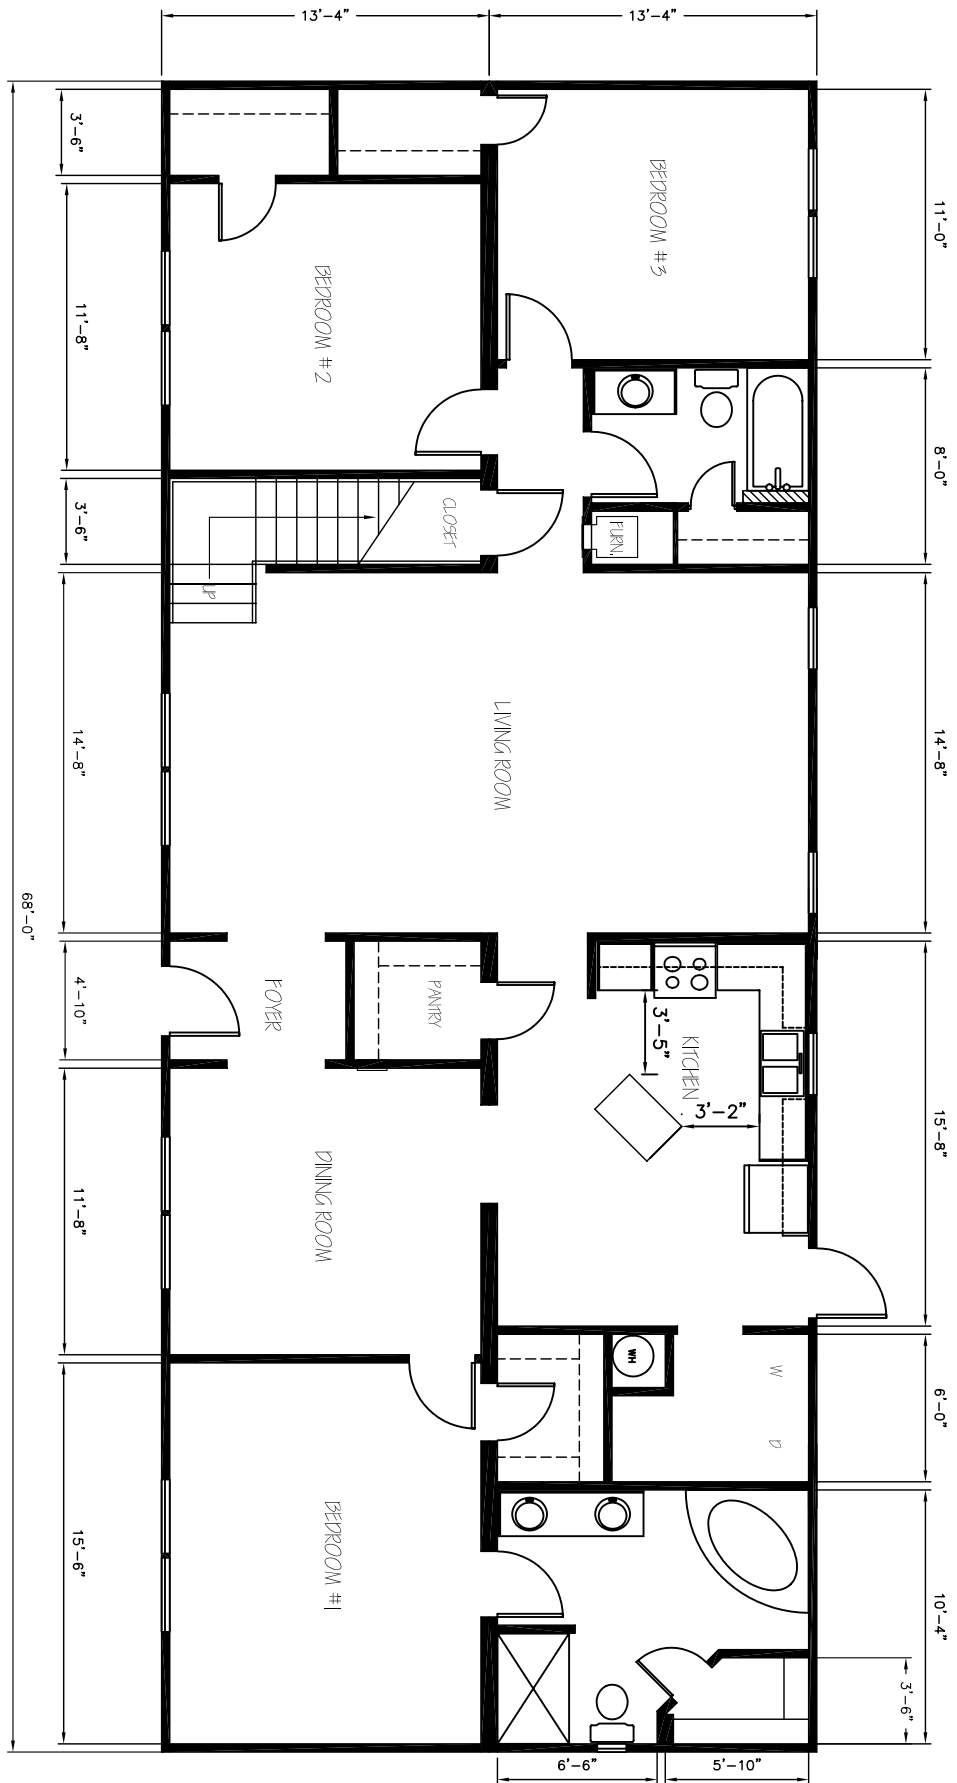 13'-4"
13'-4"
3'-6"
11'-8"
3'-6"
14'-8"
68'-0"
4'-10"
11'-8"
15'-6"
BEDROOM #3
BEDROOM #2
CLOSET
FURN.
UP
LIVING ROOM
FOYER
PANTRY
KITCHEN
3'-5"
3'-2"
DINING ROOM
WH
W
D
BEDROOM #1
11'-0"
8'-0"
14'-8"
15'-8"
6'-0"
10'-4"
3'-6"
6'-6"
5'-10"